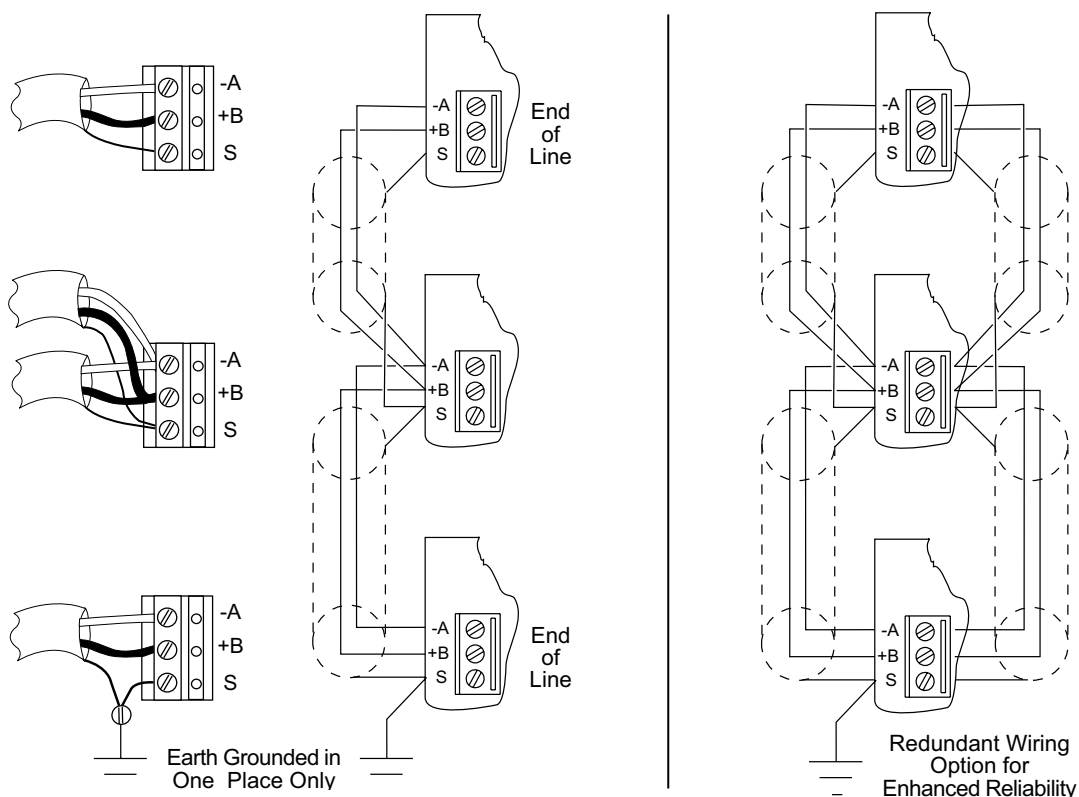 -A
+B
S
-A
+B
S
-A
+B
S
Earth Grounded in
One Place Only
-A
+B
S
End
of
Line
-A
+B
S
-A
+B
S
End
of
Line
-A
+B
S
-A
+B
S
-A
+B
S
Redundant Wiring
Option for
Enhanced Reliability